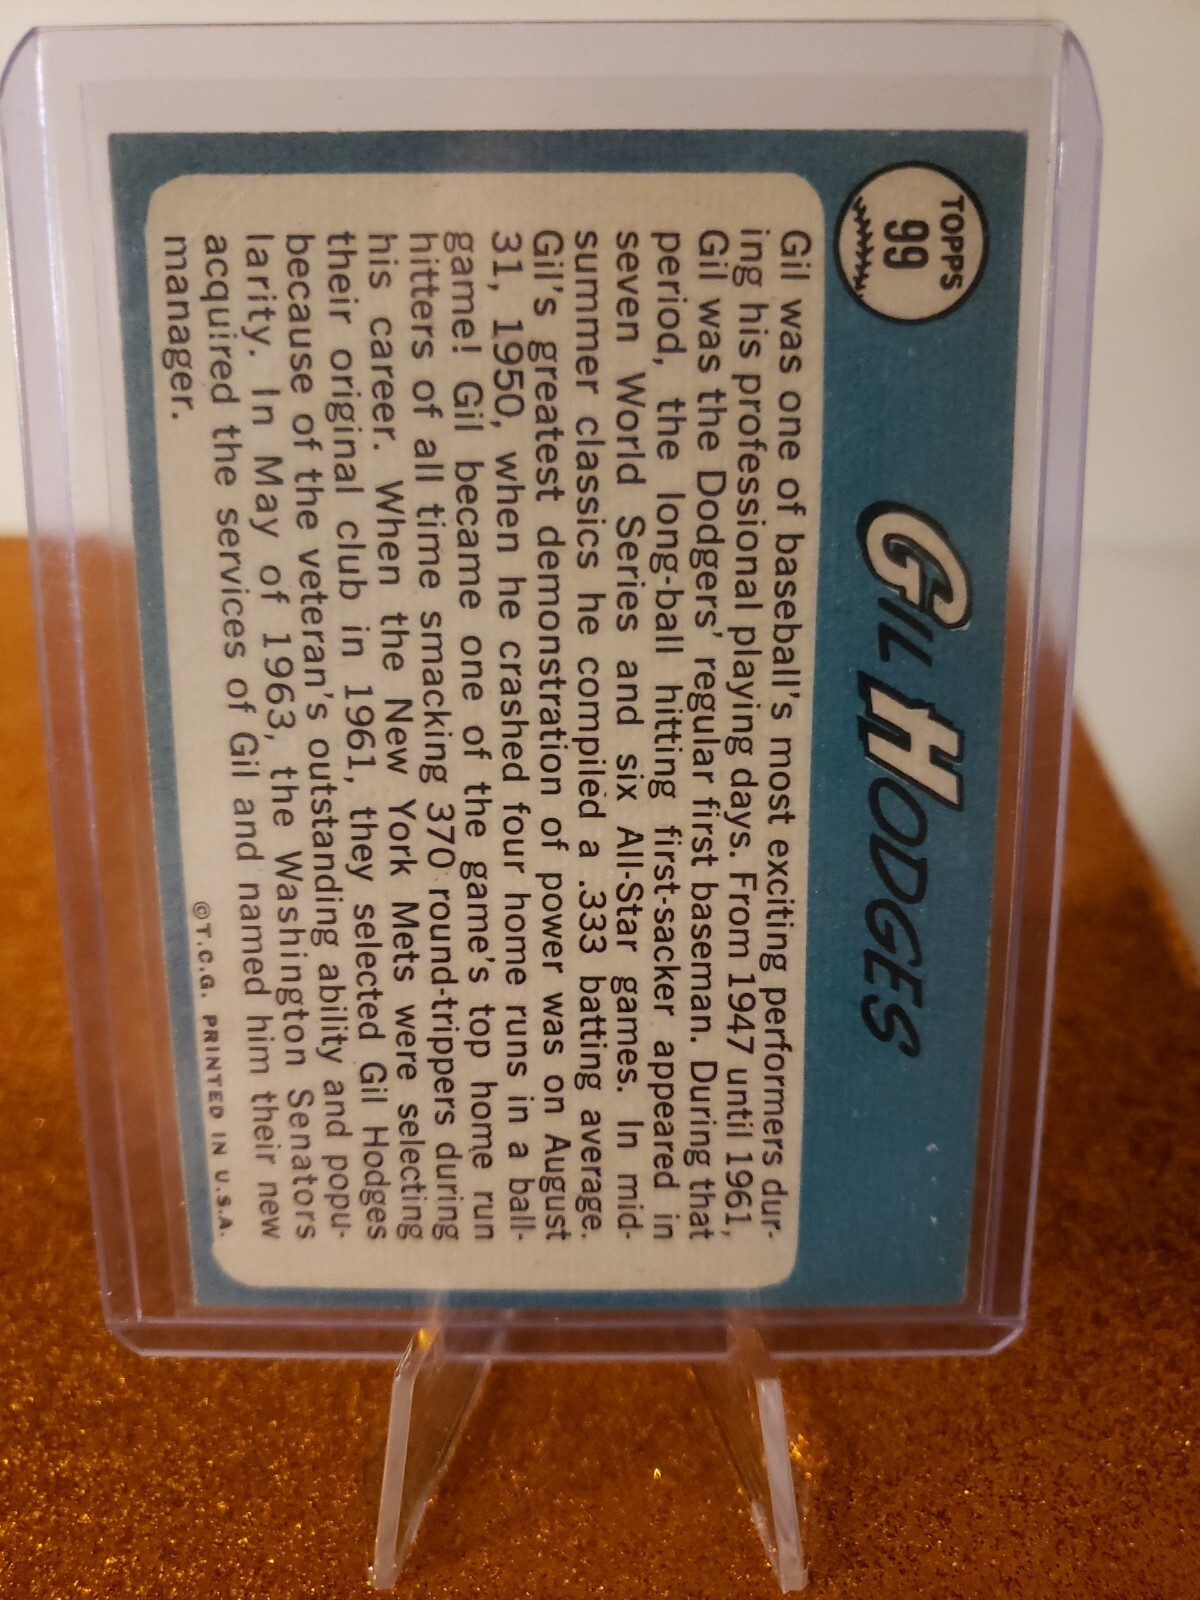 TOPPS
99
GIL HODGES
Gil was one of baseball's most exciting performers dur-
ing his professional playing days. From 1947 until 1961,
Gil was the Dodgers' regular first baseman. During that
period, the long-ball hitting first-sacker appeared in
seven World Series and six All-Star games. In mid-
summer classics he compiled a .333 batting average.
Gil's greatest demonstration of power was on August
31, 1950, when he crashed four home runs in a ball-
game! Gil became one of the game's top home run
hitters of all time smacking 370 round-trippers during
his career. When the New York Mets were selecting
their original club in 1961, they selected Gil Hodges
because of the veteran's outstanding ability and popu-
larity. In May of 1963, the Washington Senators
acquired the services of Gil and named him their new
manager.
©T.C.G. PRINTED IN U.S.A.